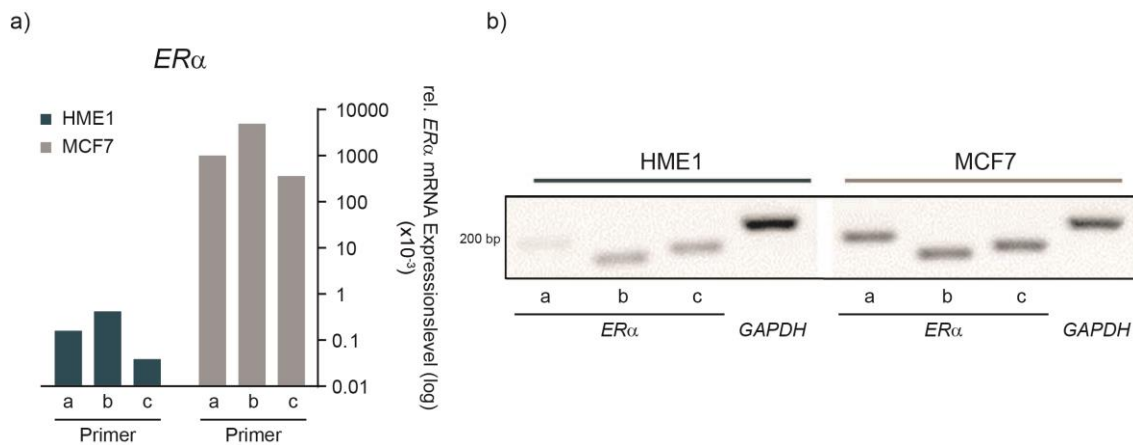 a)
ERα
HME1
MCF7
10000
1000
100
10
1
0.1
0.01
rel. ERα mRNA Expressionslevel (log)
(x10⁻³)
a b c a b c
Primer Primer
b)
HME1 MCF7
200 bp
a b c a b c
ERα GAPDH ERα GAPDH